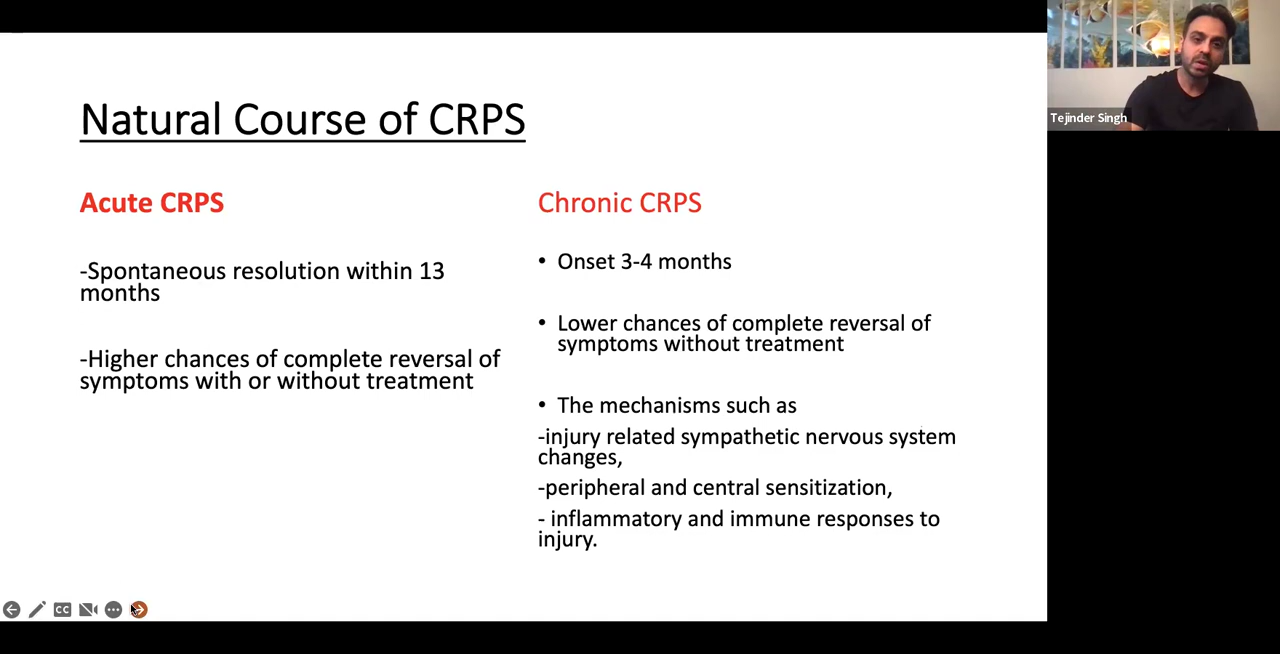 Natural Course of CRPS
Acute CRPS
-Spontaneous resolution within 13
months
-Higher chances of complete reversal of
symptoms with or without treatment
Chronic CRPS
• Onset 3-4 months
• Lower chances of complete reversal of
symptoms without treatment
• The mechanisms such as
-injury related sympathetic nervous system
changes,
-peripheral and central sensitization,
- inflammatory and immune responses to
injury.
Tejinder Singh
CC